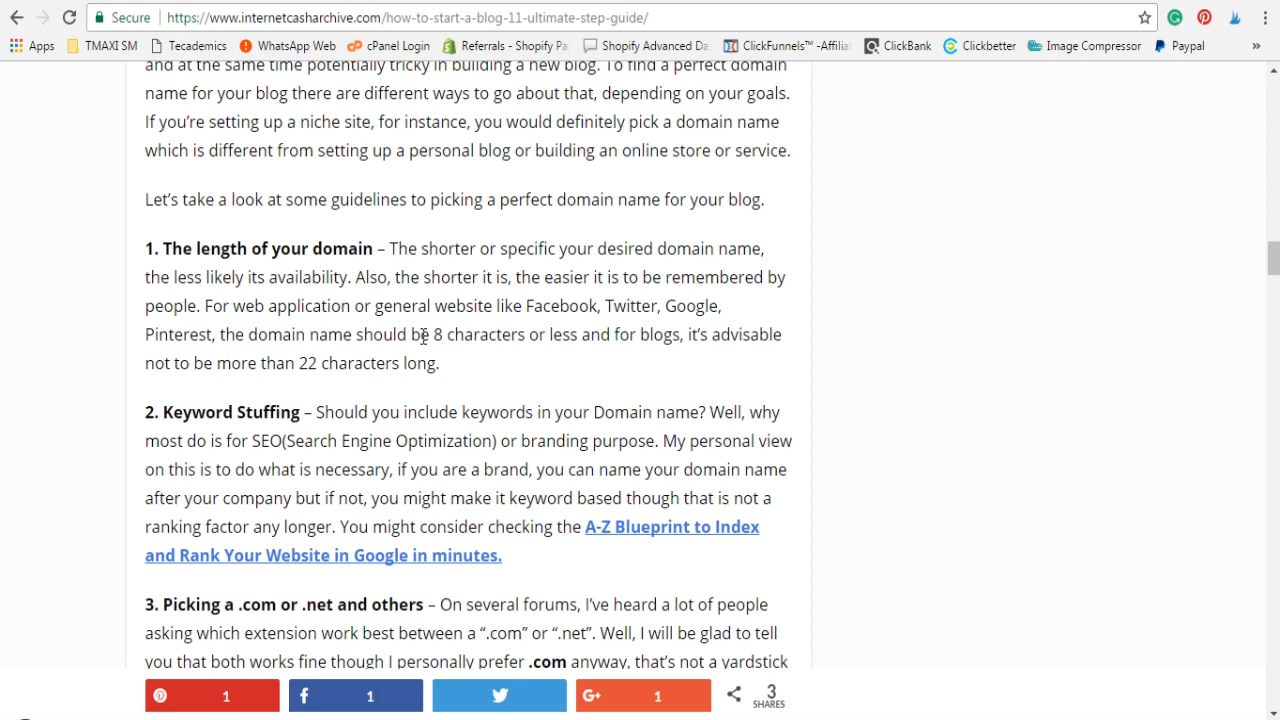 Secure | https://www.internetcasharchive.com/how-to-start-a-blog-11-ultimate-step-guide/
Apps TMAXI SM Tecademics WhatsApp Web cPanel Login Referrals - Shopify Pa Shopify Advanced Da ClickFunnels™ -Affilia ClickBank Clickbetter Image Compressor Paypal »
and at the same time potentially tricky in building a new blog. To find a perfect domain
name for your blog there are different ways to go about that, depending on your goals.
If you’re setting up a niche site, for instance, you would definitely pick a domain name
which is different from setting up a personal blog or building an online store or service.
Let’s take a look at some guidelines to picking a perfect domain name for your blog.
1. The length of your domain – The shorter or specific your desired domain name,
the less likely its availability. Also, the shorter it is, the easier it is to be remembered by
people. For web application or general website like Facebook, Twitter, Google,
Pinterest, the domain name should be 8 characters or less and for blogs, it’s advisable
not to be more than 22 characters long.
2. Keyword Stuffing – Should you include keywords in your Domain name? Well, why
most do is for SEO(Search Engine Optimization) or branding purpose. My personal view
on this is to do what is necessary, if you are a brand, you can name your domain name
after your company but if not, you might make it keyword based though that is not a
ranking factor any longer. You might consider checking the A-Z Blueprint to Index
and Rank Your Website in Google in minutes.
3. Picking a .com or .net and others – On several forums, I’ve heard a lot of people
asking which extension work best between a “.com” or “.net”. Well, I will be glad to tell
you that both works fine though I personally prefer .com anyway, that’s not a yardstick
1 1 G+ 1 3
SHARES